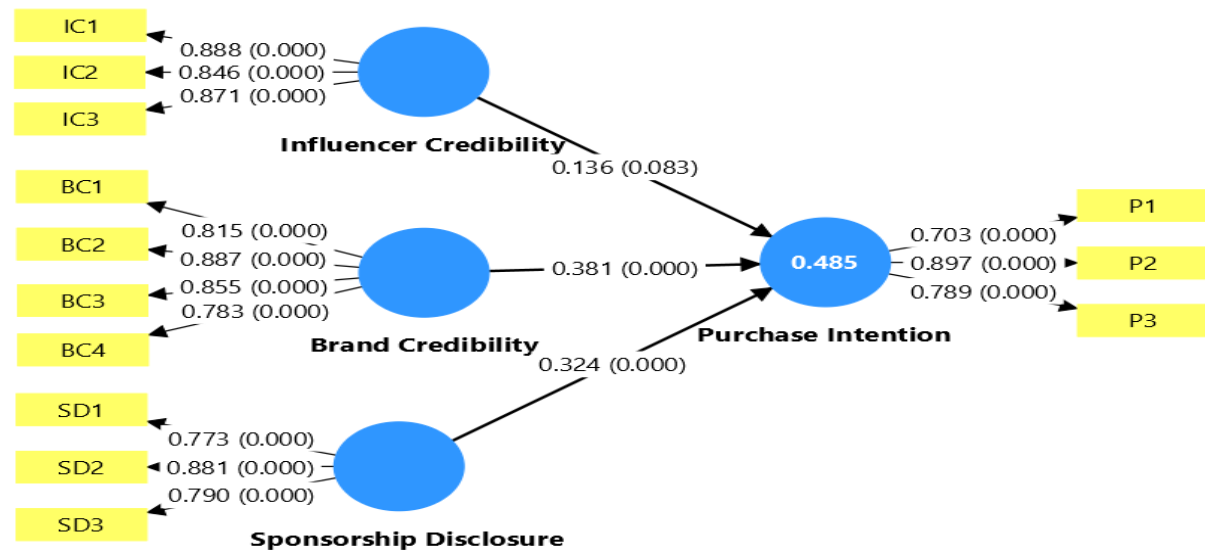 IC1
IC2
IC3
0.888 (0.000)
0.846 (0.000)
0.871 (0.000)
Influencer Credibility
0.136 (0.083)
BC1
BC2
BC3
BC4
0.815 (0.000)
0.887 (0.000)
0.855 (0.000)
0.783 (0.000)
Brand Credibility
0.381 (0.000)
0.485
Purchase Intention
0.703 (0.000)
0.897 (0.000)
0.789 (0.000)
P1
P2
P3
0.324 (0.000)
SD1
SD2
SD3
0.773 (0.000)
0.881 (0.000)
0.790 (0.000)
Sponsorship Disclosure